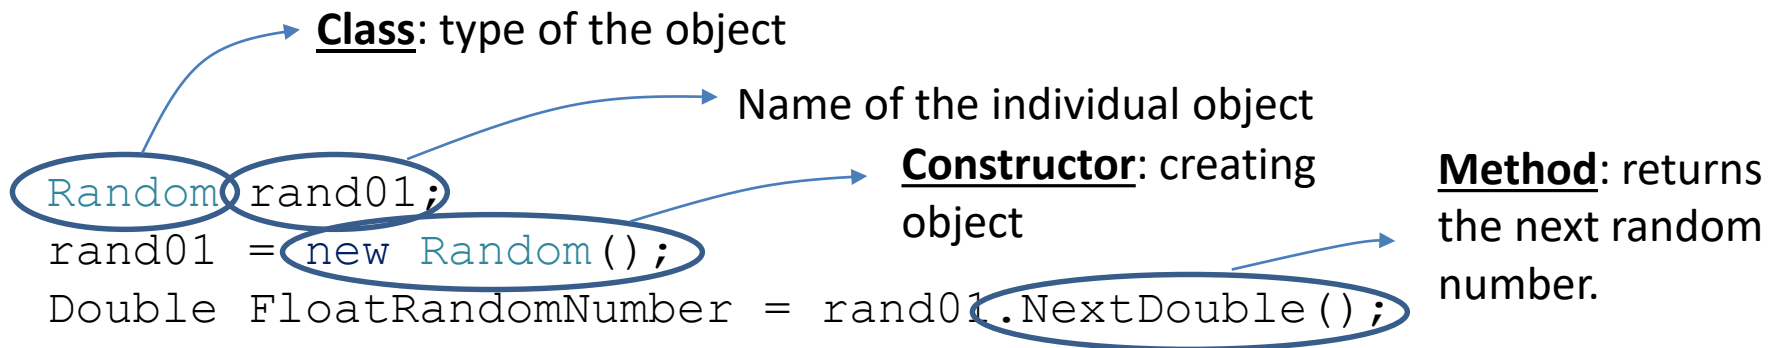 Class: type of the object
Name of the individual object
Constructor: creating
object
Method: returns
the next random
number.
Random rand01;
rand01 = new Random();
Double FloatRandomNumber = rand01.NextDouble();